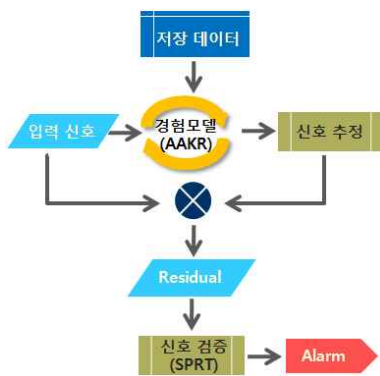 저장 데이터
입력 신호
경험모델
(AAKR)
신호 추정
Residual
신호 검증
(SPRT)
Alarm